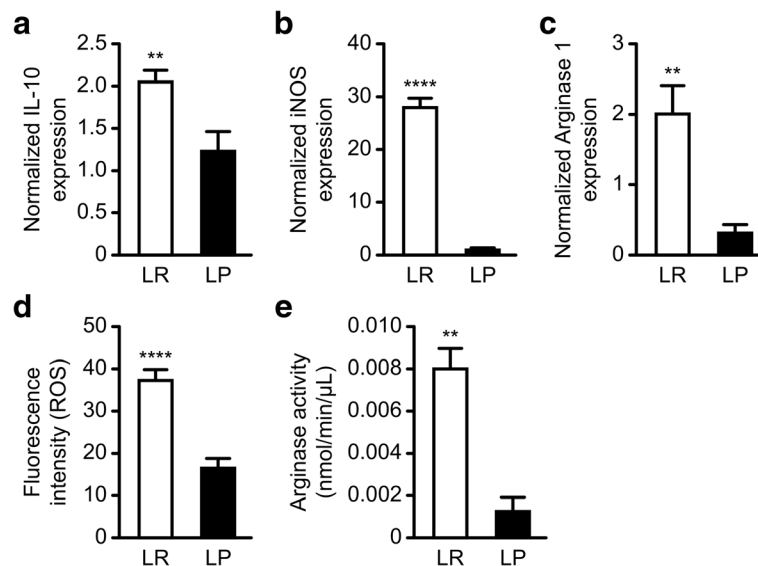 a
Normalized IL-10
expression
2.5
2.0
1.5
1.0
0.5
0.0
**
LR LP
b
Normalized iNOS
expression
40
30
20
10
0
****
LR LP
c
Normalized Arginase 1
expression
3
2
1
0
**
LR LP
d
Fluorescence
intensity (ROS)
50
40
30
20
10
0
****
LR LP
e
Arginase activity
(nmol/min/µL)
0.010
0.008
0.006
0.004
0.002
0
**
LR LP